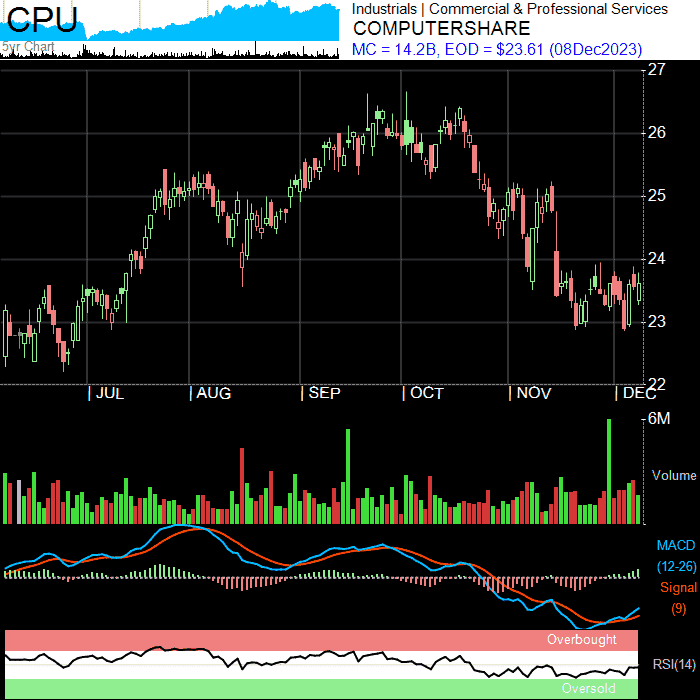 CPU
5yr Chart
Industrials | Commercial & Professional Services
COMPUTERSHARE
MC = 14.2B, EOD = $23.61 (08Dec2023)
27
26
25
24
23
22
| JUL | AUG | SEP | OCT | NOV | DEC
6M
Volume
MACD
(12-26)
Signal
(9)
Overbought
RSI(14)
Oversold